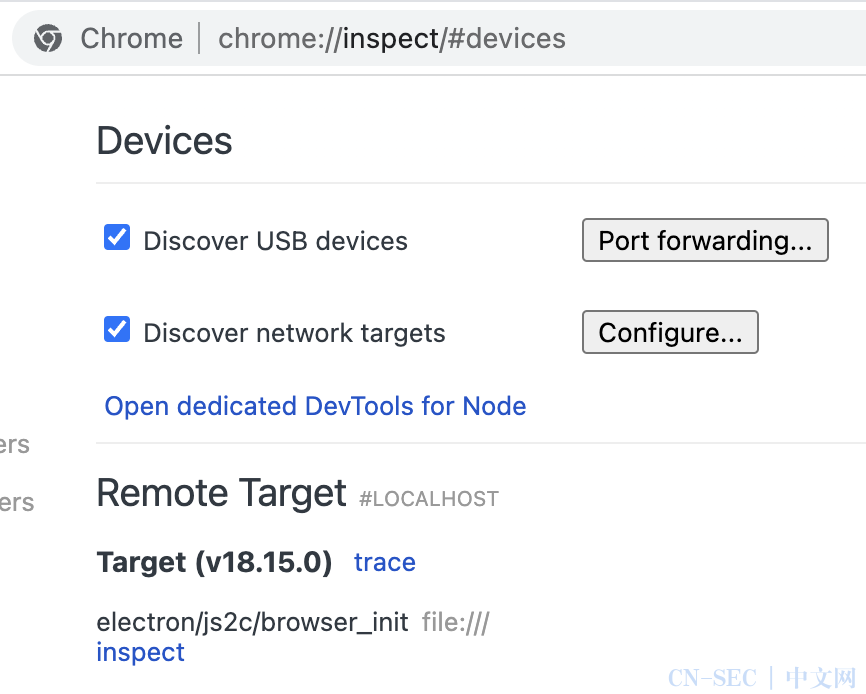 Chrome | chrome://inspect/#devices
Devices
Discover USB devices Port forwarding...
Discover network targets Configure...
Open dedicated DevTools for Node
ers
ers
Remote Target #LOCALHOST
Target (v18.15.0) trace
electron/js2c/browser_init file:///
inspect
CN-SEC | 中文网